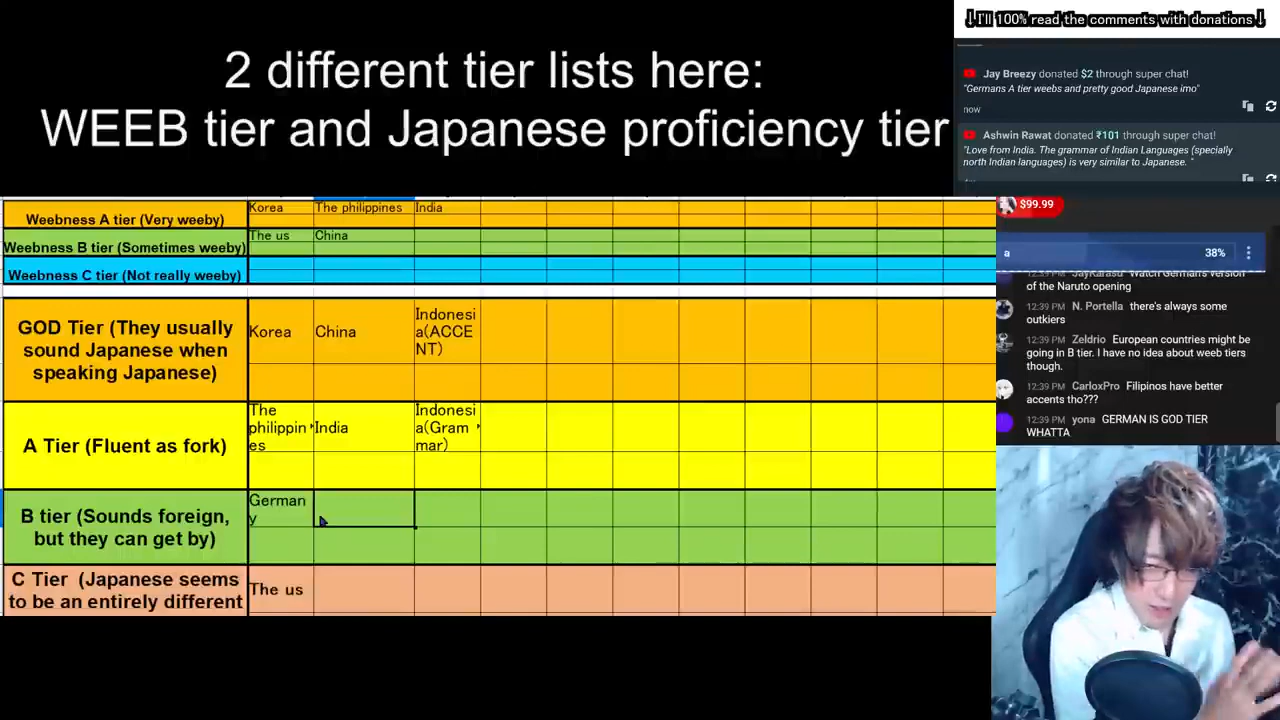 2 different tier lists here:
WEEB tier and Japanese proficiency tier
↓I'll 100% read the comments with donations↓
Jay Breezy donated $2 through super chat!
"Germans A tier weebs and pretty good Japanese imo"
now
Ashwin Rawat donated ₹101 through super chat!
"Love from India. The grammar of Indian Languages (specially
north Indian languages) is very similar to Japanese. "
Weebness A tier (Very weeby)
Korea
The philippines
India
Weebness B tier (Sometimes weeby)
The us
China
Weebness C tier (Not really weeby)
GOD Tier (They usually
sound Japanese when
speaking Japanese)
Korea
China
Indonesi
a(ACCE
NT)
A Tier (Fluent as fork)
The
philippin
es
India
Indonesi
a(Gram
mar)
B tier (Sounds foreign,
but they can get by)
German
y
C Tier (Japanese seems
to be an entirely different
The us
$99.99
a
38%
12:39 PM JayKarasu Watch German's version
of the Naruto opening
12:39 PM N. Portella there's always some
outkiers
12:39 PM Zeldrio European countries might be
going in B tier. I have no idea about weeb tiers
though.
12:39 PM CarloxPro Filipinos have better
accents tho???
12:39 PM yona GERMAN IS GOD TIER
WHATTA